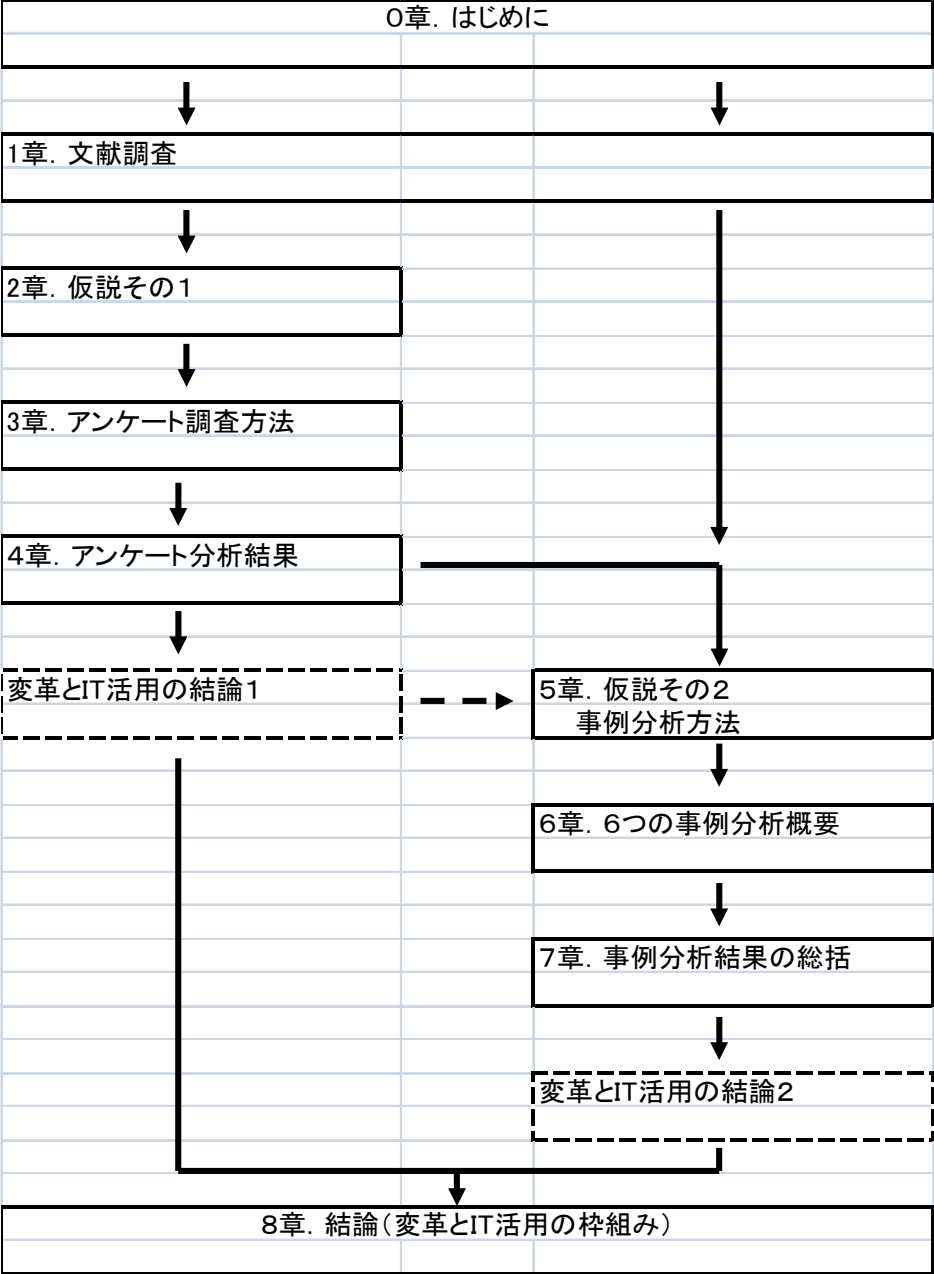 ０章．はじめに
1章．文献調査
2章．仮説その１
3章．アンケート調査方法
４章．アンケート分析結果
変革とIT活用の結論１
５章．仮説その２
事例分析方法
６章．６つの事例分析概要
７章．事例分析結果の総括
変革とIT活用の結論２
８章．結論（変革とIT活用の枠組み）